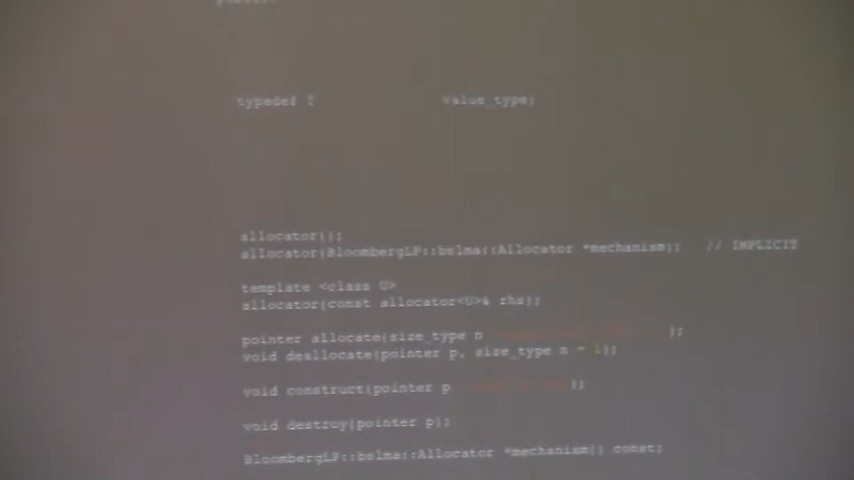 typedef T value_type;
allocator();
allocator(BloombergLP::bslma::Allocator *mechanism); // IMPLICIT
template <class U>
allocator(const allocator<U>& rhs);
pointer allocate(size_type n );
void deallocate(pointer p, size_type n = 1);
void construct(pointer p );
void destroy(pointer p);
BloombergLP::bslma::Allocator *mechanism() const;